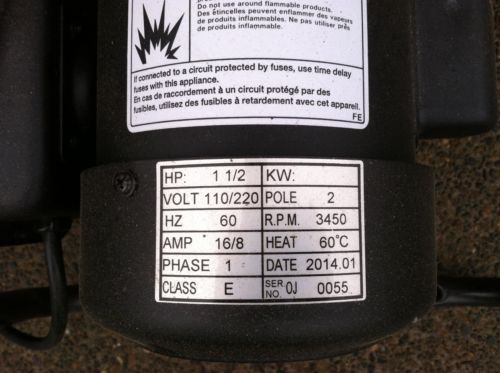 Do not use around flammable products.
Des étincelles peuvent enflammer des vapeurs
de produits inflammables. Ne pas utiliser près
de produits inflammables.
If connected to a circuit protected by fuses, use time delay
fuses with this appliance.
En cas de raccordement à un circuit protégé par des
fusibles, utilisez des fusibles à retardement avec cet appareil.
FE
HP: 1 1/2 KW:
VOLT 110/220 POLE 2
HZ 60 R.P.M. 3450
AMP 16/8 HEAT 60°C
PHASE 1 DATE 2014.01
CLASS E SER NO. 0J 0055